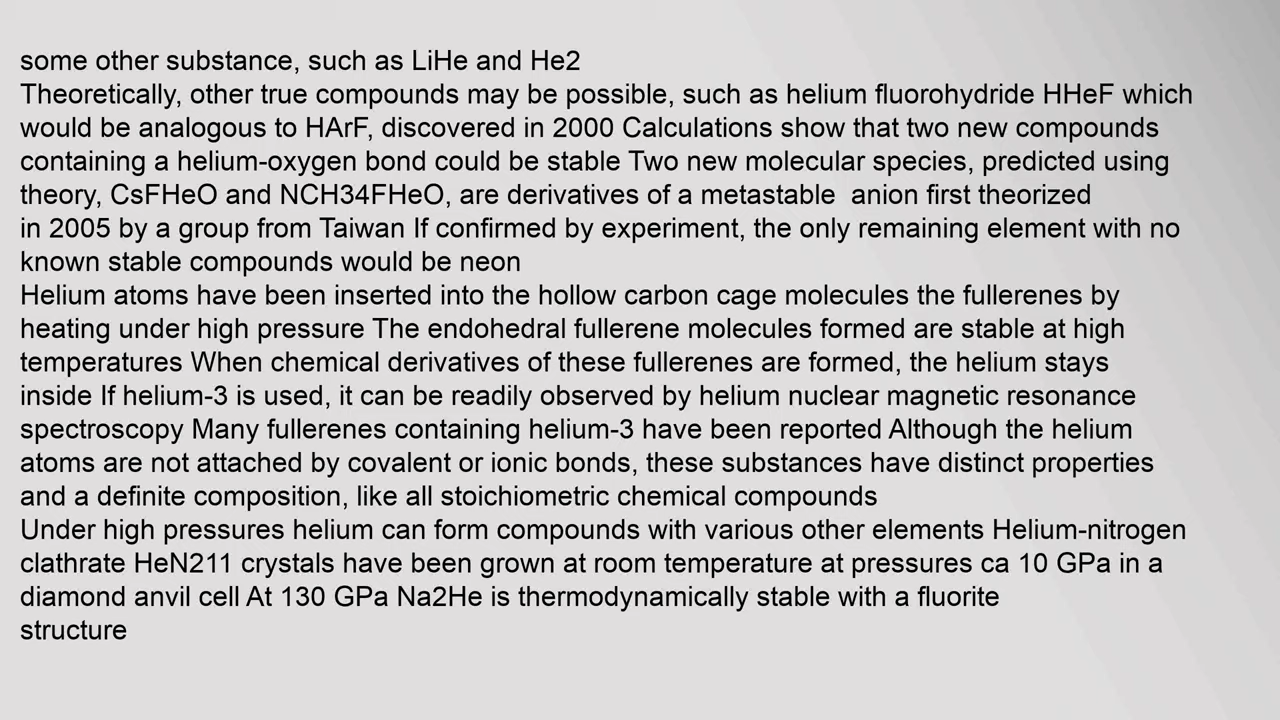 some other substance, such as LiHe and He2
Theoretically, other true compounds may be possible, such as helium fluorohydride HHeF which
would be analogous to HArF, discovered in 2000 Calculations show that two new compounds
containing a helium-oxygen bond could be stable Two new molecular species, predicted using
theory, CsFHeO and NCH34FHeO, are derivatives of a metastable  anion first theorized
in 2005 by a group from Taiwan If confirmed by experiment, the only remaining element with no
known stable compounds would be neon
Helium atoms have been inserted into the hollow carbon cage molecules the fullerenes by
heating under high pressure The endohedral fullerene molecules formed are stable at high
temperatures When chemical derivatives of these fullerenes are formed, the helium stays
inside If helium-3 is used, it can be readily observed by helium nuclear magnetic resonance
spectroscopy Many fullerenes containing helium-3 have been reported Although the helium
atoms are not attached by covalent or ionic bonds, these substances have distinct properties
and a definite composition, like all stoichiometric chemical compounds
Under high pressures helium can form compounds with various other elements Helium-nitrogen
clathrate HeN211 crystals have been grown at room temperature at pressures ca 10 GPa in a
diamond anvil cell At 130 GPa Na2He is thermodynamically stable with a fluorite
structure